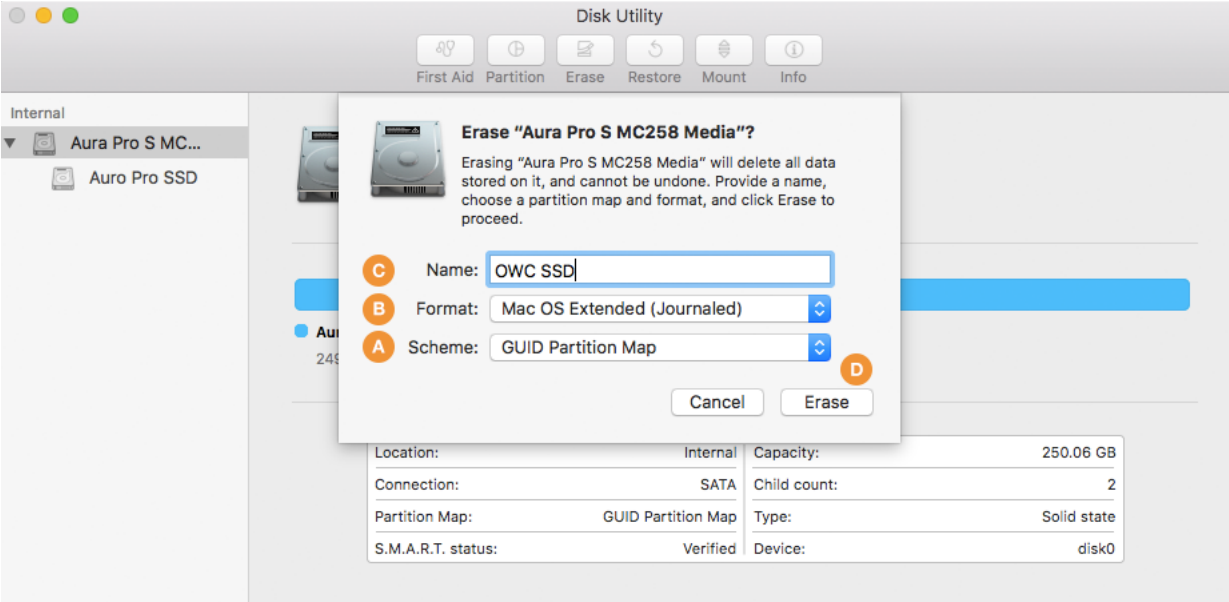 Disk Utility
First Aid Partition Erase Restore Mount Info
Internal
Aura Pro S MC...
Auro Pro SSD
Erase “Aura Pro S MC258 Media”?
Erasing “Aura Pro S MC258 Media” will delete all data
stored on it, and cannot be undone. Provide a name,
choose a partition map and format, and click Erase to
proceed.
C Name: OWC SSD
B Format: Mac OS Extended (Journaled)
A Scheme: GUID Partition Map
D
Cancel Erase
Location: Internal Capacity: 250.06 GB
Connection: SATA Child count: 2
Partition Map: GUID Partition Map Type: Solid state
S.M.A.R.T. status: Verified Device: disk0